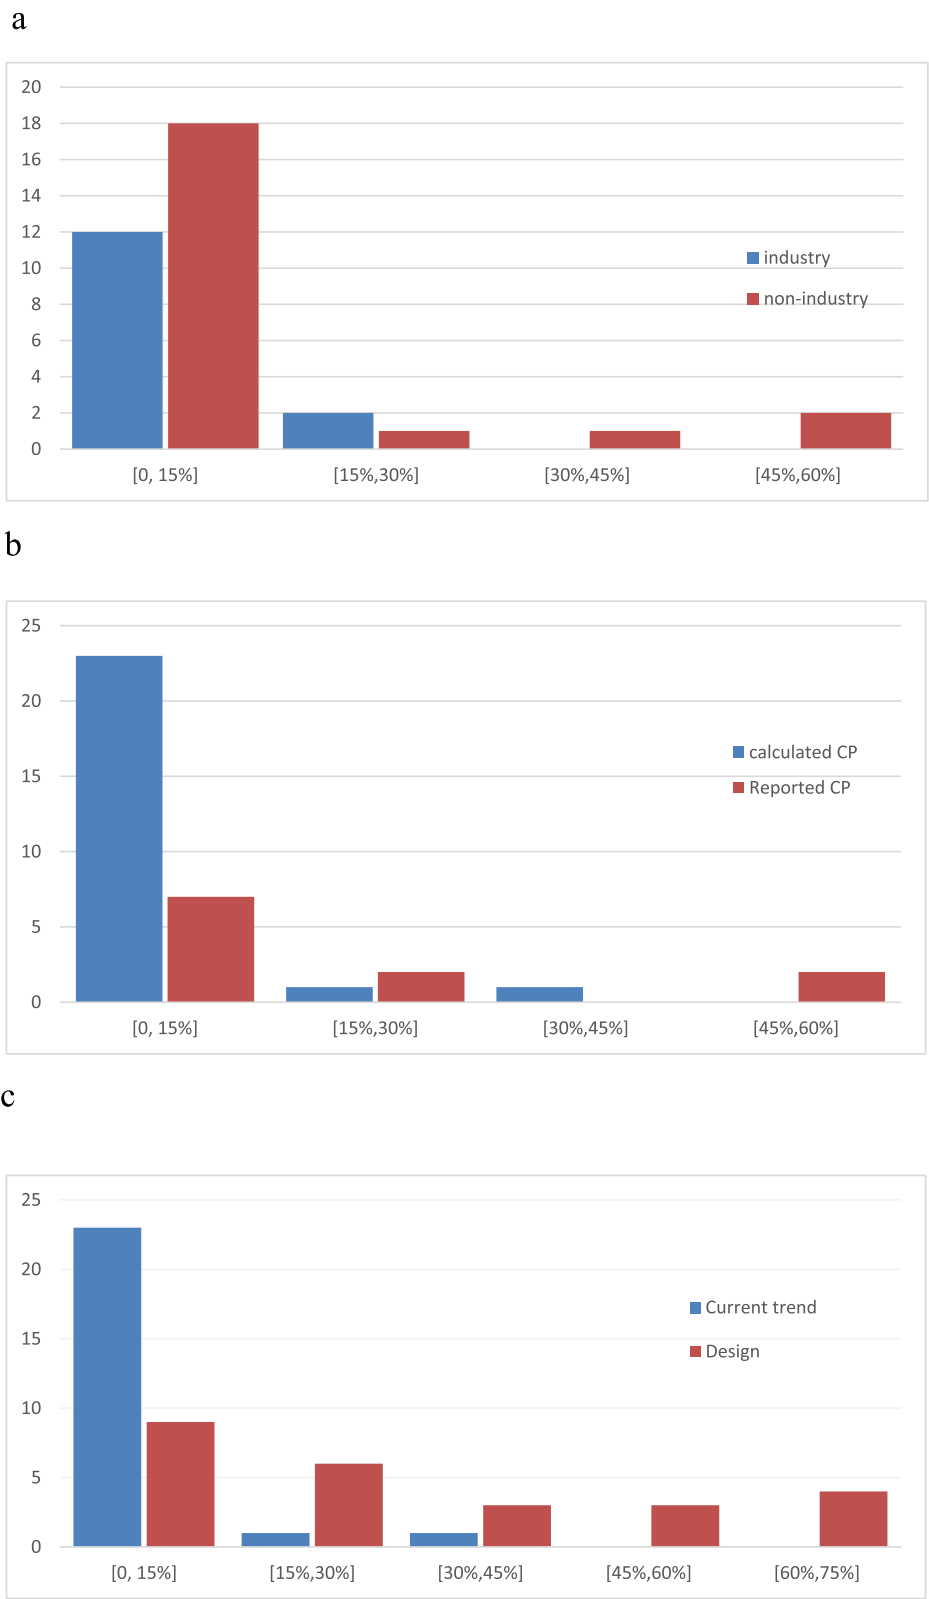 a
20
18
16
14
12
10
8
6
4
2
0
industry
non-industry
[0, 15%] [15%,30%] [30%,45%] [45%,60%]
b
25
20
15
10
5
0
calculated CP
Reported CP
[0, 15%] [15%,30%] [30%,45%] [45%,60%]
c
25
20
15
10
5
0
Current trend
Design
[0, 15%] [15%,30%] [30%,45%] [45%,60%] [60%,75%]